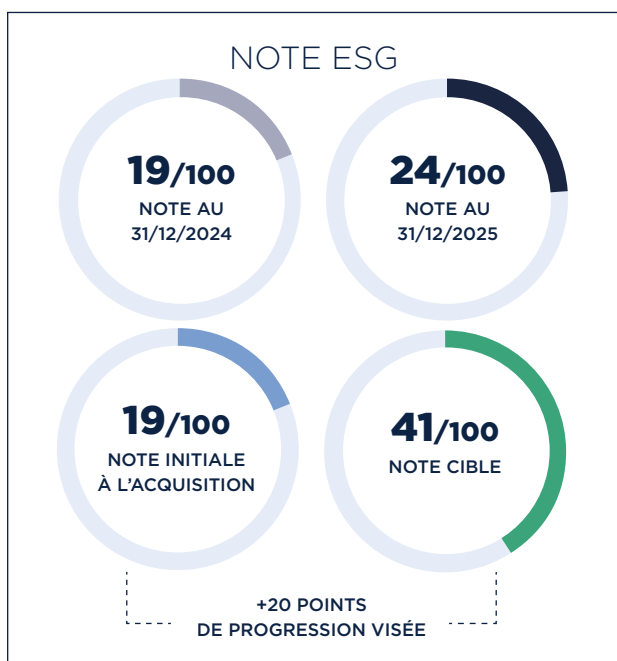 NOTE ESG
19/100
NOTE AU
31/12/2024
24/100
NOTE AU
31/12/2025
19/100
NOTE INITIALE
À L’ACQUISITION
41/100
NOTE CIBLE
+20 POINTS
DE PROGRESSION VISÉE